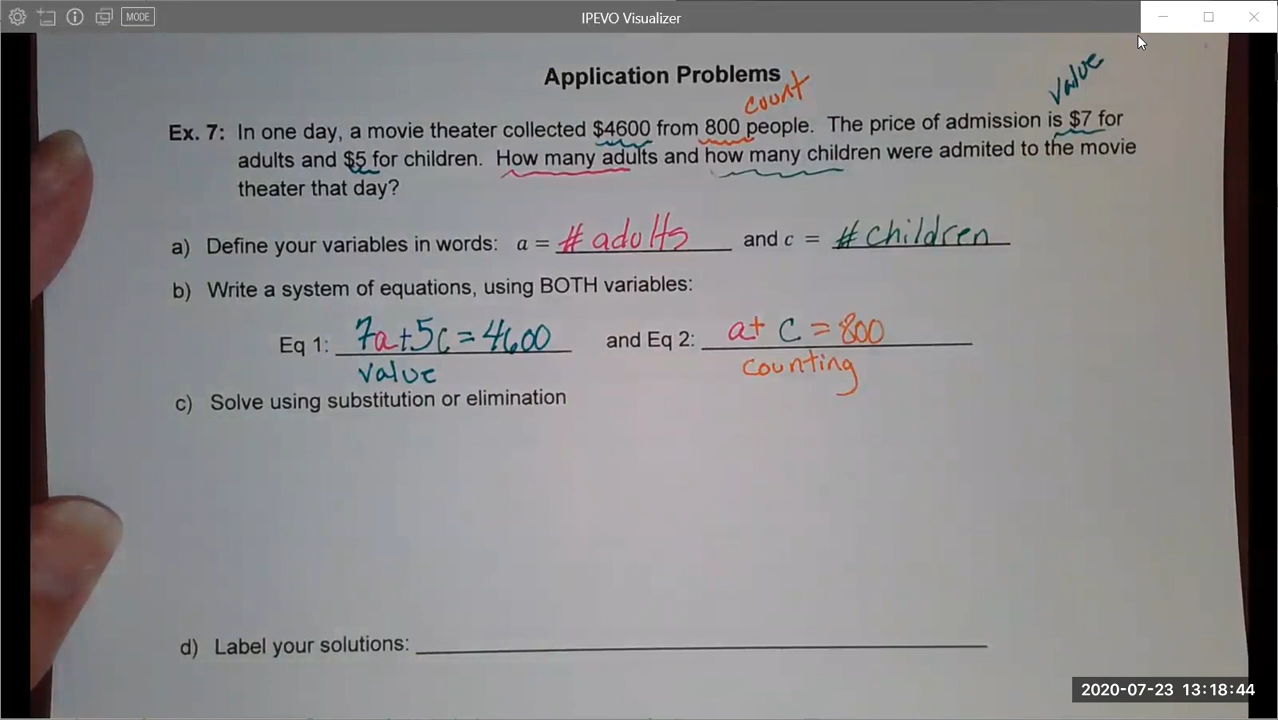 MODE
IPEVO Visualizer
Application Problems
count
value
Ex. 7: In one day, a movie theater collected $4600 from 800 people. The price of admission is $7 for
adults and $5 for children. How many adults and how many children were admited to the movie
theater that day?
a) Define your variables in words: a = # adults and c = # children
b) Write a system of equations, using BOTH variables:
Eq 1: 7a+5c=4600 and Eq 2: a+ c = 800
value counting
c) Solve using substitution or elimination
d) Label your solutions:
2020-07-23 13:18:44